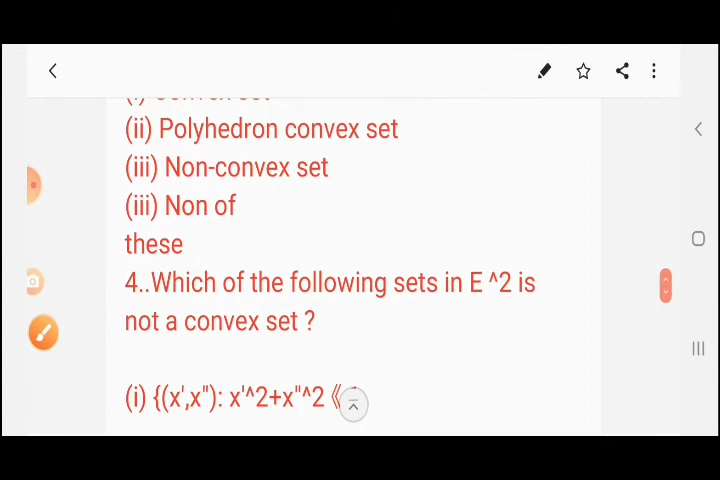 (ii) Polyhedron convex set
(iii) Non-convex set
(iii) Non of
these
4..Which of the following sets in E ^2 is
not a convex set ?
(i) {(x',x"): x'^2+x"^2《